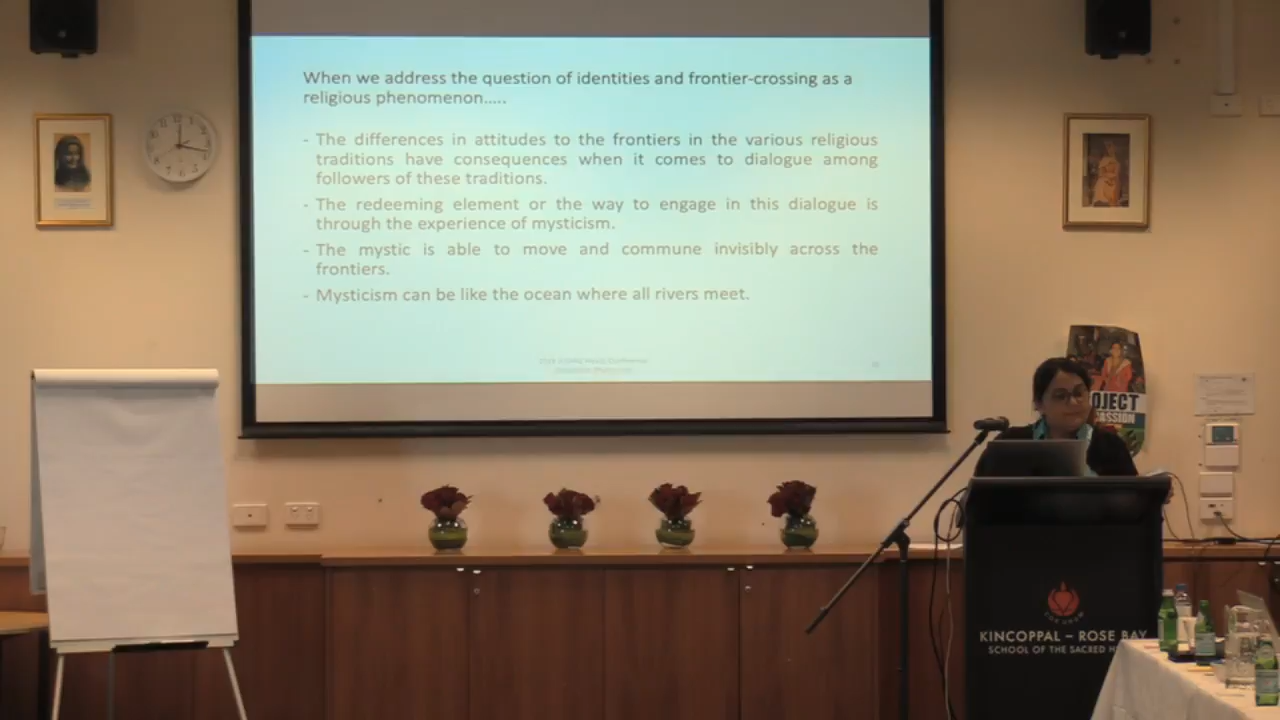 When we address the question of identities and frontier-crossing as a
religious phenomenon.....
- The differences in attitudes to the frontiers in the various religious
traditions have consequences when it comes to dialogue among
followers of these traditions.
- The redeeming element or the way to engage in this dialogue is
through the experience of mysticism.
- The mystic is able to move and commune invisibly across the
frontiers.
- Mysticism can be like the ocean where all rivers meet.
OJECT
KINCOPPAL – ROSE BAY
SCHOOL OF THE SACRED